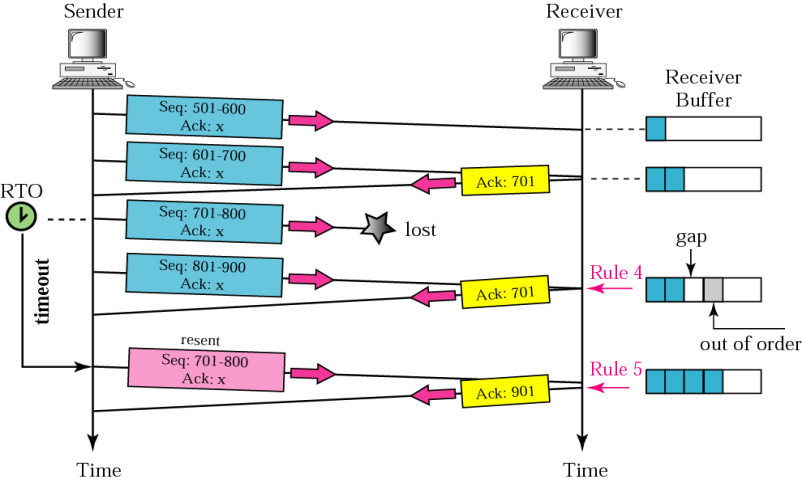 Sender
Receiver
Receiver
Buffer
Seq: 501-600
Ack: x
Seq: 601-700
Ack: x
Ack: 701
RTO
Seq: 701-800
Ack: x
lost
gap
timeout
Seq: 801-900
Ack: x
Ack: 701
Rule 4
out of order
resent
Seq: 701-800
Ack: x
Ack: 901
Rule 5
Time
Time